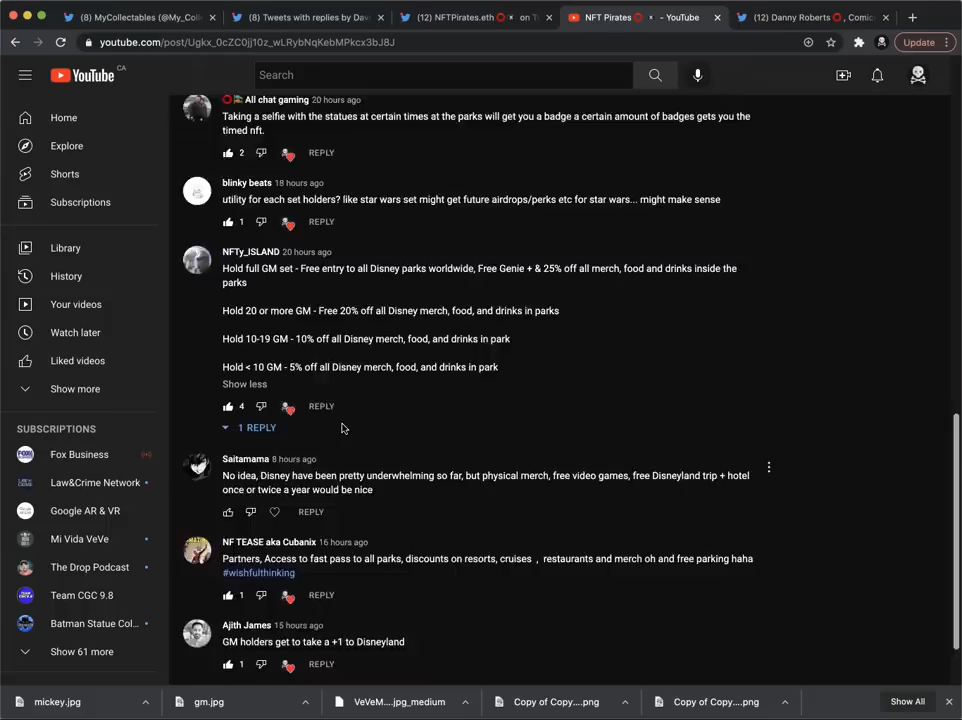 (8) MyCollectables (@My_Coll
(8) Tweets with replies by Dav
(12) NFTPirates.eth
on T
NFT Pirates
- YouTube
(12) Danny Roberts
, Comic
youtube.com/post/Ugkx_0cZC0jj10z_wLRybNqKebMPkcx3bJ8J
Update
YouTube
CA
Search
Home
Explore
Shorts
Subscriptions
Library
History
Your videos
Watch later
Liked videos
Show more
SUBSCRIPTIONS
Fox Business
Law&Crime Network
Google AR & VR
Mi Vida VeVe
The Drop Podcast
Team CGC 9.8
Batman Statue Col...
Show 61 more
All chat gaming 20 hours ago
Taking a selfie with the statues at certain times at the parks will get you a badge a certain amount of badges gets you the
timed nft.
2 REPLY
blinky beats 18 hours ago
utility for each set holders? like star wars set might get future airdrops/perks etc for star wars... might make sense
1 REPLY
NFTy_ISLAND 20 hours ago
Hold full GM set - Free entry to all Disney parks worldwide, Free Genie + & 25% off all merch, food and drinks inside the
parks
Hold 20 or more GM - Free 20% off all Disney merch, food, and drinks in parks
Hold 10-19 GM - 10% off all Disney merch, food, and drinks in park
Hold < 10 GM - 5% off all Disney merch, food, and drinks in park
Show less
4 REPLY
1 REPLY
Saitamama 8 hours ago
No idea, Disney have been pretty underwhelming so far, but physical merch, free video games, free Disneyland trip + hotel
once or twice a year would be nice
REPLY
NF TEASE aka Cubanix 16 hours ago
Partners, Access to fast pass to all parks, discounts on resorts, cruises , restaurants and merch oh and free parking haha
#wishfulthinking
1 REPLY
Ajith James 15 hours ago
GM holders get to take a +1 to Disneyland
1 REPLY
mickey.jpg
gm.jpg
VeVeM....jpg_medium
Copy of Copy....png
Copy of Copy....png
Show All